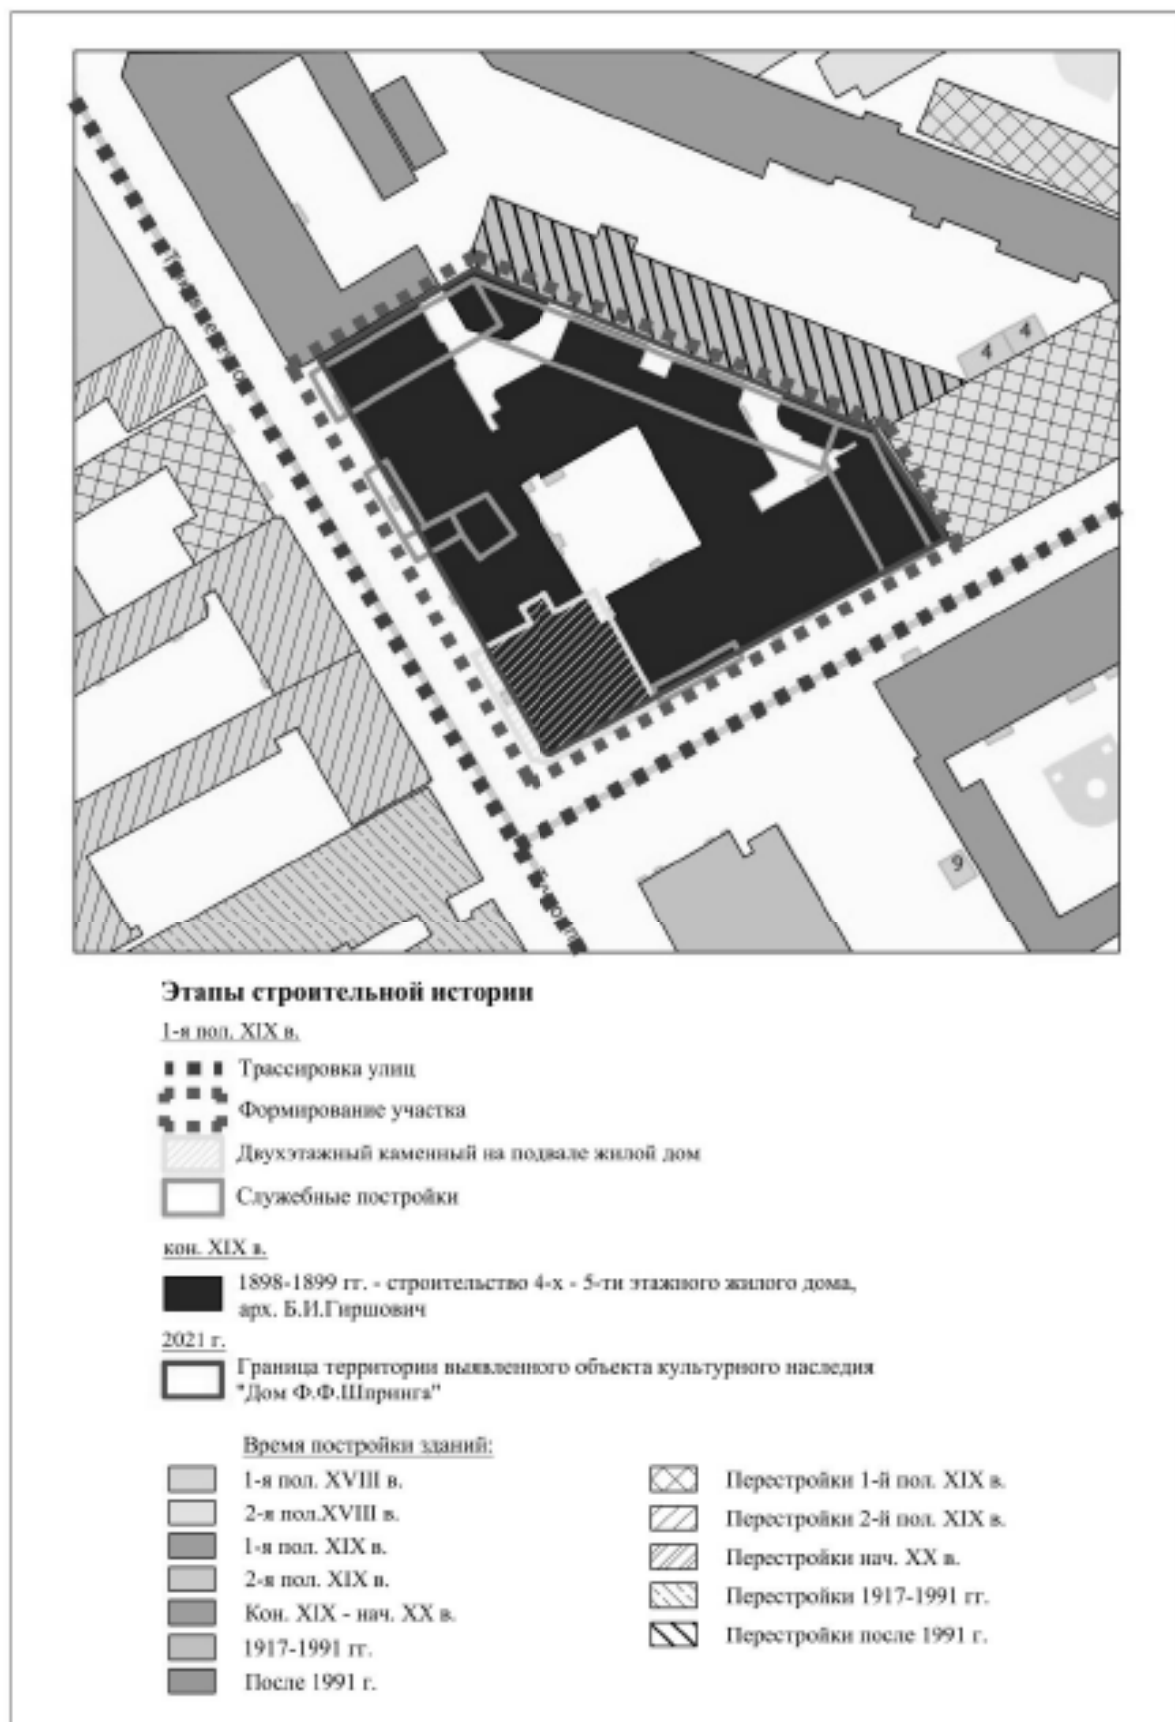 4
4
9
Этапы строительной истории
1-я пол. XIX в.
Трассировка улиц
Формирование участка
Двухэтажный каменный на подвале жилой дом
Служебные постройки
кон. XIX в.
1898-1899 гг. - строительство 4-х - 5-ти этажного жилого дома,
арх. Б.И.Гиршович
2021 г.
Граница территории выявленного объекта культурного наследия
"Дом Ф.Ф.Шпринга"
Время постройки зданий:
1-я пол. XVIII в.
2-я пол.XVIII в.
1-я пол. XIX в.
2-я пол. XIX в.
Кон. XIX - нач. XX в.
1917-1991 гг.
После 1991 г.
Перестройки 1-й пол. XIX в.
Перестройки 2-й пол. XIX в.
Перестройки нач. XX в.
Перестройки 1917-1991 гг.
Перестройки после 1991 г.